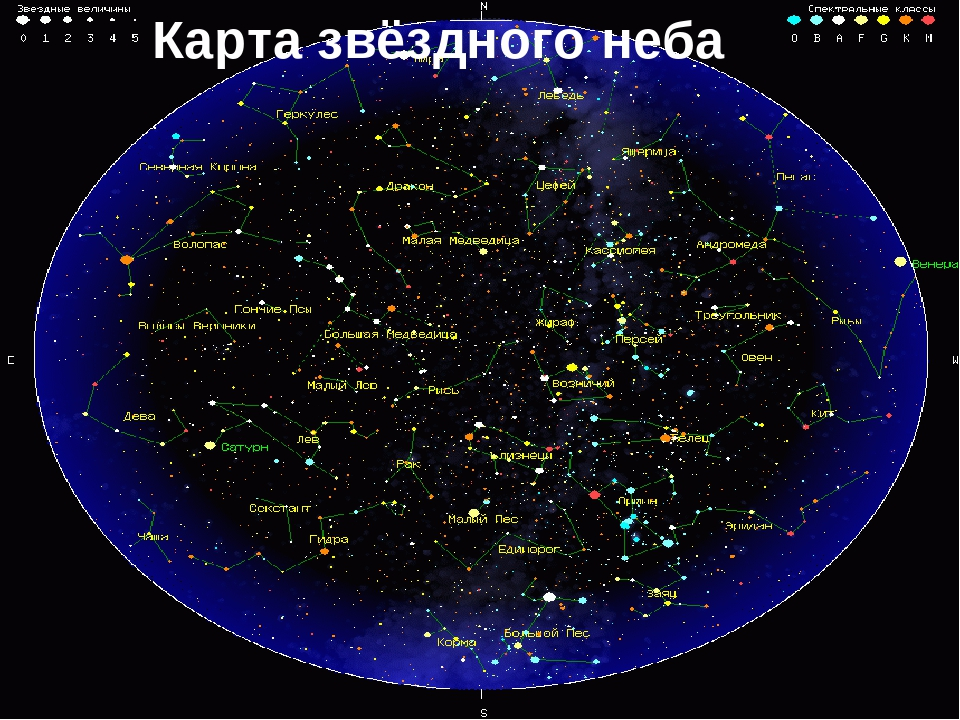 Звездные величины
N
Спектральные классы
0 1 2 3 4 5
O B A F G K M
Карта звёздного неба
Лебедь
Геркулес
Ящерица
Северная Корона
Пегас
Дракон
Цефей
Малая Медведица
Волопас
Кассиопея
Андромеда
Венера
Гончие Псы
Волосы Вероники
Большая Медведица
Жираф
Треугольник
Рыбы
Персей
E
W
Овен
Малый Лев
Рысь
Возничий
Дева
Кит
Лев
Сатурн
Телец
Рак
Близнецы
Орион
Секстант
Малый Пес
Эридан
Чаша
Гидра
Единорог
Заяц
Большой Пес
Корма
S